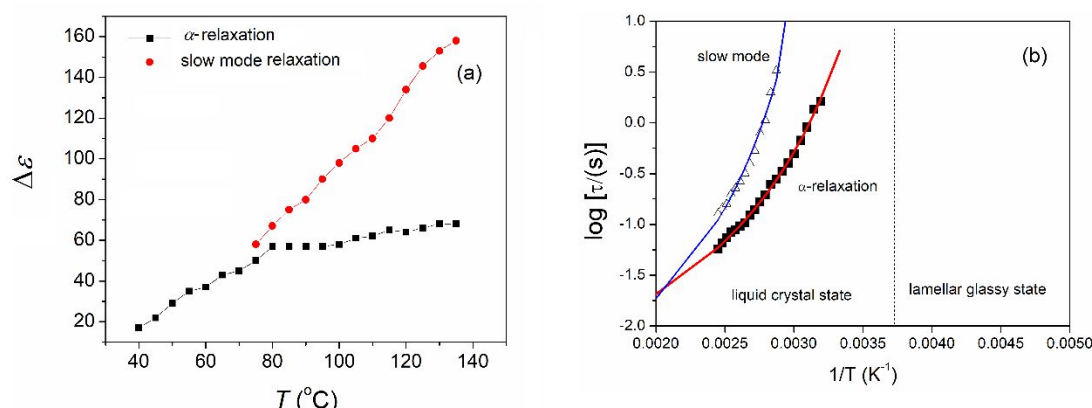 160
140
120
100
80
60
40
20
α-relaxation
slow mode relaxation
(a)
Δε
40 60 80 100 120 140
T (°C)
1.0
0.5
0.0
-0.5
-1.0
-1.5
-2.0
(b)
slow mode
α-relaxation
liquid crystal state
lamellar glassy state
log [τ/(s)]
0.0020 0.0025 0.0030 0.0035 0.0040 0.0045 0.0050
1/T (K⁻¹)